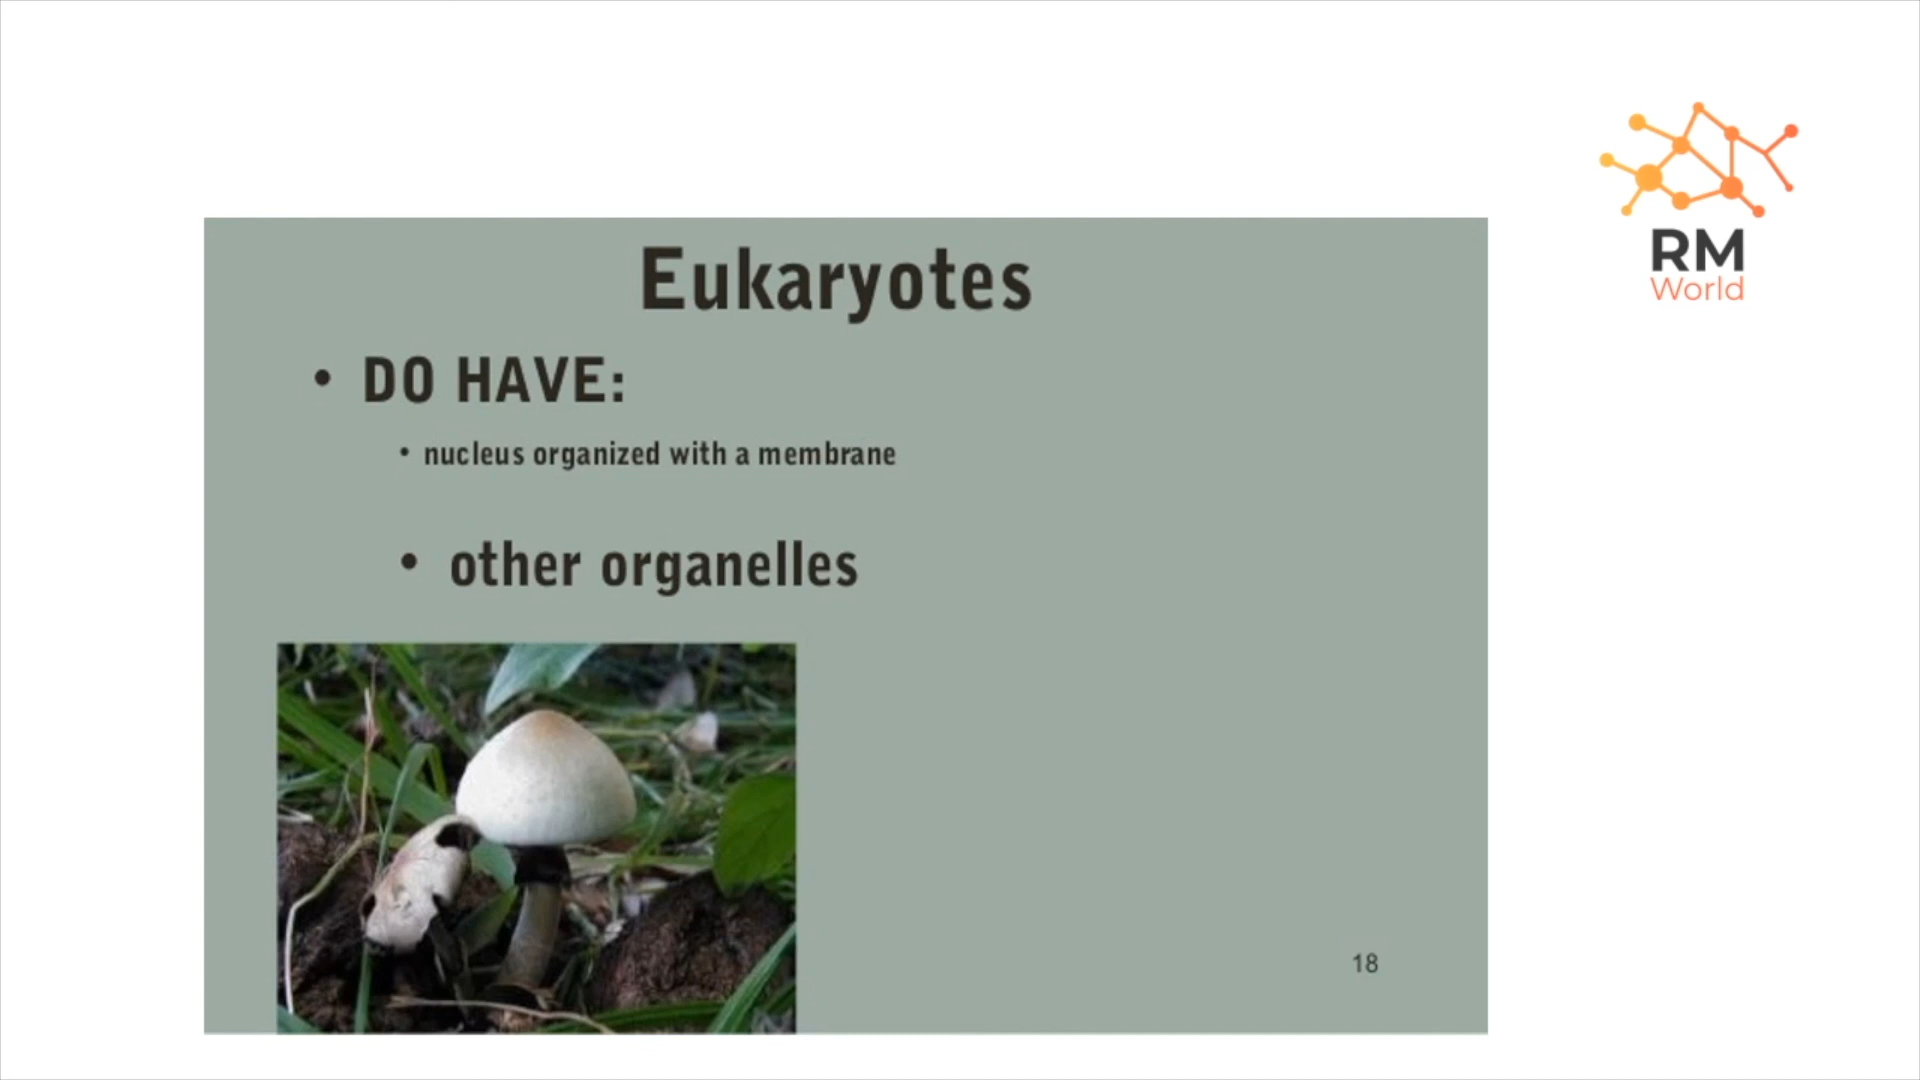 Eukaryotes
• DO HAVE:
• nucleus organized with a membrane
• other organelles
18
RM
World